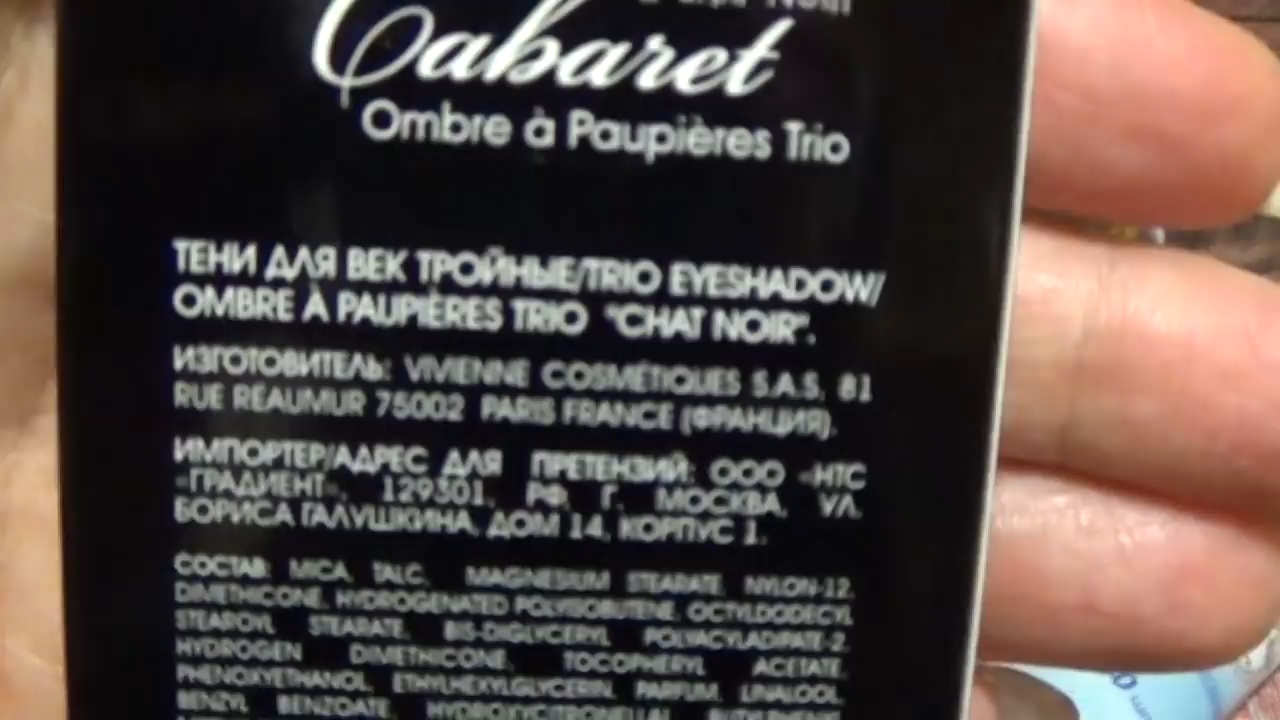 Cabaret
Ombre à Paupières Trio
ТЕНИ ДЛЯ ВЕК ТРОЙНЫЕ/TRIO EYESHADOW/
OMBRE À PAUPIÈRES TRIO "CHAT NOIR".
ИЗГОТОВИТЕЛЬ: VIVIENNE COSMÉTIQUES S.A.S. 81
RUE REAUMUR 75002 PARIS FRANCE (ФРАНЦИЯ).
ИМПОРТЕР/АДРЕС ДЛЯ ПРЕТЕНЗИЙ: ООО «НТС
«ГРАДИЕНТ», 129301, РФ, Г. МОСКВА, УЛ.
БОРИСА ГАЛУШКИНА, ДОМ 14, КОРПУС 1.
СОСТАВ: MICA, TALC, MAGNESIUM STEARATE, NYLON-12,
DIMETHICONE, HYDROGENATED POLYISOBUTENE, OCTYLDODECYL
STEAROYL STEARATE, BIS-DIGLYCERYL POLYACYLADIPATE-2,
HYDROGEN DIMETHICONE, TOCOPHERYL ACETATE,
PHENOXYETHANOL, ETHYLHEXYLGLYCERIN, PARFUM, LINALOOL,
BENZYL BENZOATE, HYDROXYCITRONELLAL,